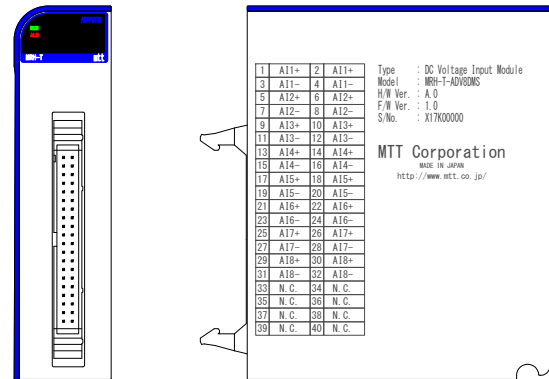 MRH-T mtt
1 AI1+ 2 AI1+
3 AI1- 4 AI1-
5 AI2+ 6 AI2+
7 AI2- 8 AI2-
9 AI3+ 10 AI3+
11 AI3- 12 AI3-
13 AI4+ 14 AI4+
15 AI4- 16 AI4-
17 AI5+ 18 AI5+
19 AI5- 20 AI5-
21 AI6+ 22 AI6+
23 AI6- 24 AI6-
25 AI7+ 26 AI7+
27 AI7- 28 AI7-
29 AI8+ 30 AI8+
31 AI8- 32 AI8-
33 N.C. 34 N.C.
35 N.C. 36 N.C.
37 N.C. 38 N.C.
39 N.C. 40 N.C.
Type : DC Voltage Input Module
Model : MRH-T-ADV8DMS
H/W Ver. : A.0
F/W Ver. : 1.0
S/No. : X17K00000
MTT Corporation
MADE IN JAPAN
http://www.mtt.co.jp/